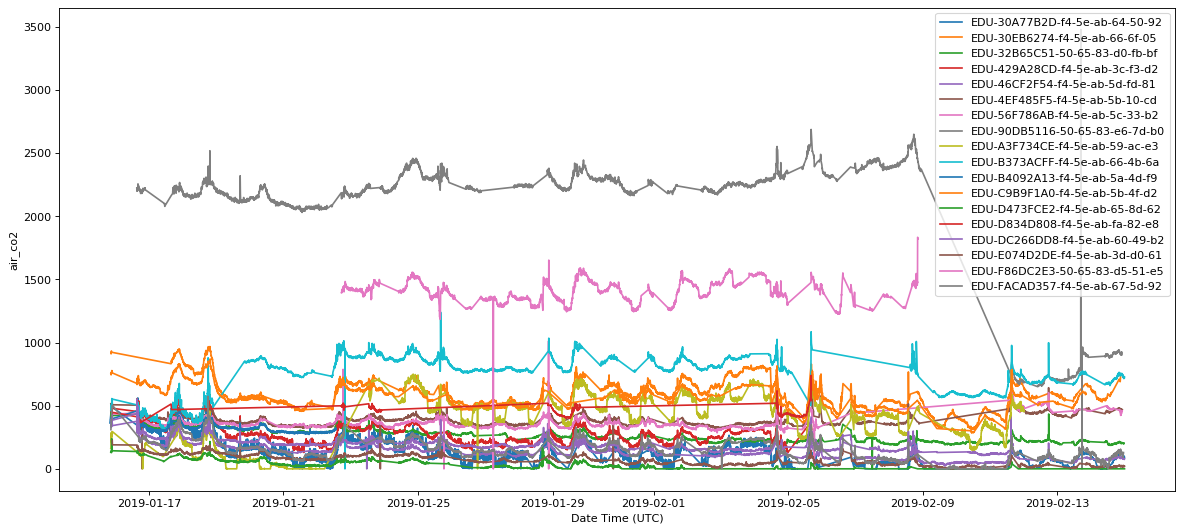 3500
3000
2500
2000
1500
1000
500
0
air_co2
2019-01-17
2019-01-21
2019-01-25
2019-01-29
2019-02-01
2019-02-05
2019-02-09
2019-02-13
Date Time (UTC)
EDU-30A77B2D-f4-5e-ab-64-50-92
EDU-30EB6274-f4-5e-ab-66-6f-05
EDU-32B65C51-50-65-83-d0-fb-bf
EDU-429A28CD-f4-5e-ab-3c-f3-d2
EDU-46CF2F54-f4-5e-ab-5d-fd-81
EDU-4EF485F5-f4-5e-ab-5b-10-cd
EDU-56F786AB-f4-5e-ab-5c-33-b2
EDU-90DB5116-50-65-83-e6-7d-b0
EDU-A3F734CE-f4-5e-ab-59-ac-e3
EDU-B373ACFF-f4-5e-ab-66-4b-6a
EDU-B4092A13-f4-5e-ab-5a-4d-f9
EDU-C9B9F1A0-f4-5e-ab-5b-4f-d2
EDU-D473FCE2-f4-5e-ab-65-8d-62
EDU-D834D808-f4-5e-ab-fa-82-e8
EDU-DC266DD8-f4-5e-ab-60-49-b2
EDU-E074D2DE-f4-5e-ab-3d-d0-61
EDU-F86DC2E3-50-65-83-d5-51-e5
EDU-FACAD357-f4-5e-ab-67-5d-92